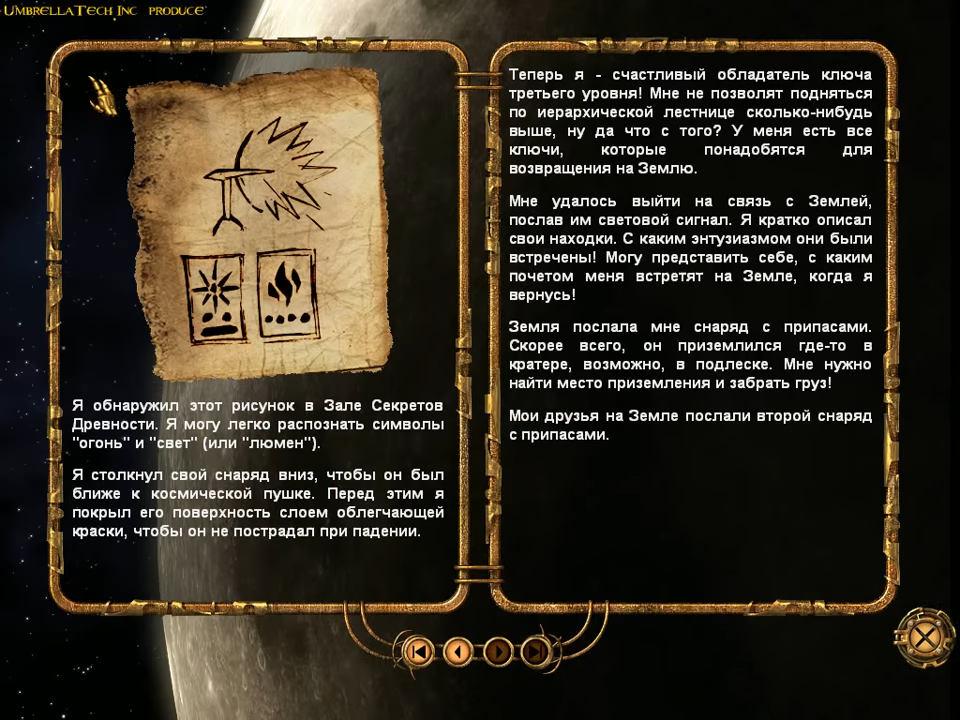 UmbrellaTech Inc produce
Я обнаружил этот рисунок в Зале Секретов
Древности. Я могу легко распознать символы
"огонь" и "свет" (или "люмен").
Я столкнул свой снаряд вниз, чтобы он был
ближе к космической пушке. Перед этим я
покрыл его поверхность слоем облегчающей
краски, чтобы он не пострадал при падении.
Теперь я - счастливый обладатель ключа
третьего уровня! Мне не позволят подняться
по иерархической лестнице сколько-нибудь
выше, ну да что с того? У меня есть все
ключи, которые понадобятся для
возвращения на Землю.
Мне удалось выйти на связь с Землей,
послав им световой сигнал. Я кратко описал
свои находки. С каким энтузиазмом они были
встречены! Могу представить себе, с каким
почетом меня встретят на Земле, когда я
вернусь!
Земля послала мне снаряд с припасами.
Скорее всего, он приземлился где-то в
кратере, возможно, в подлеске. Мне нужно
найти место приземления и забрать груз!
Мои друзья на Земле послали второй снаряд
с припасами.